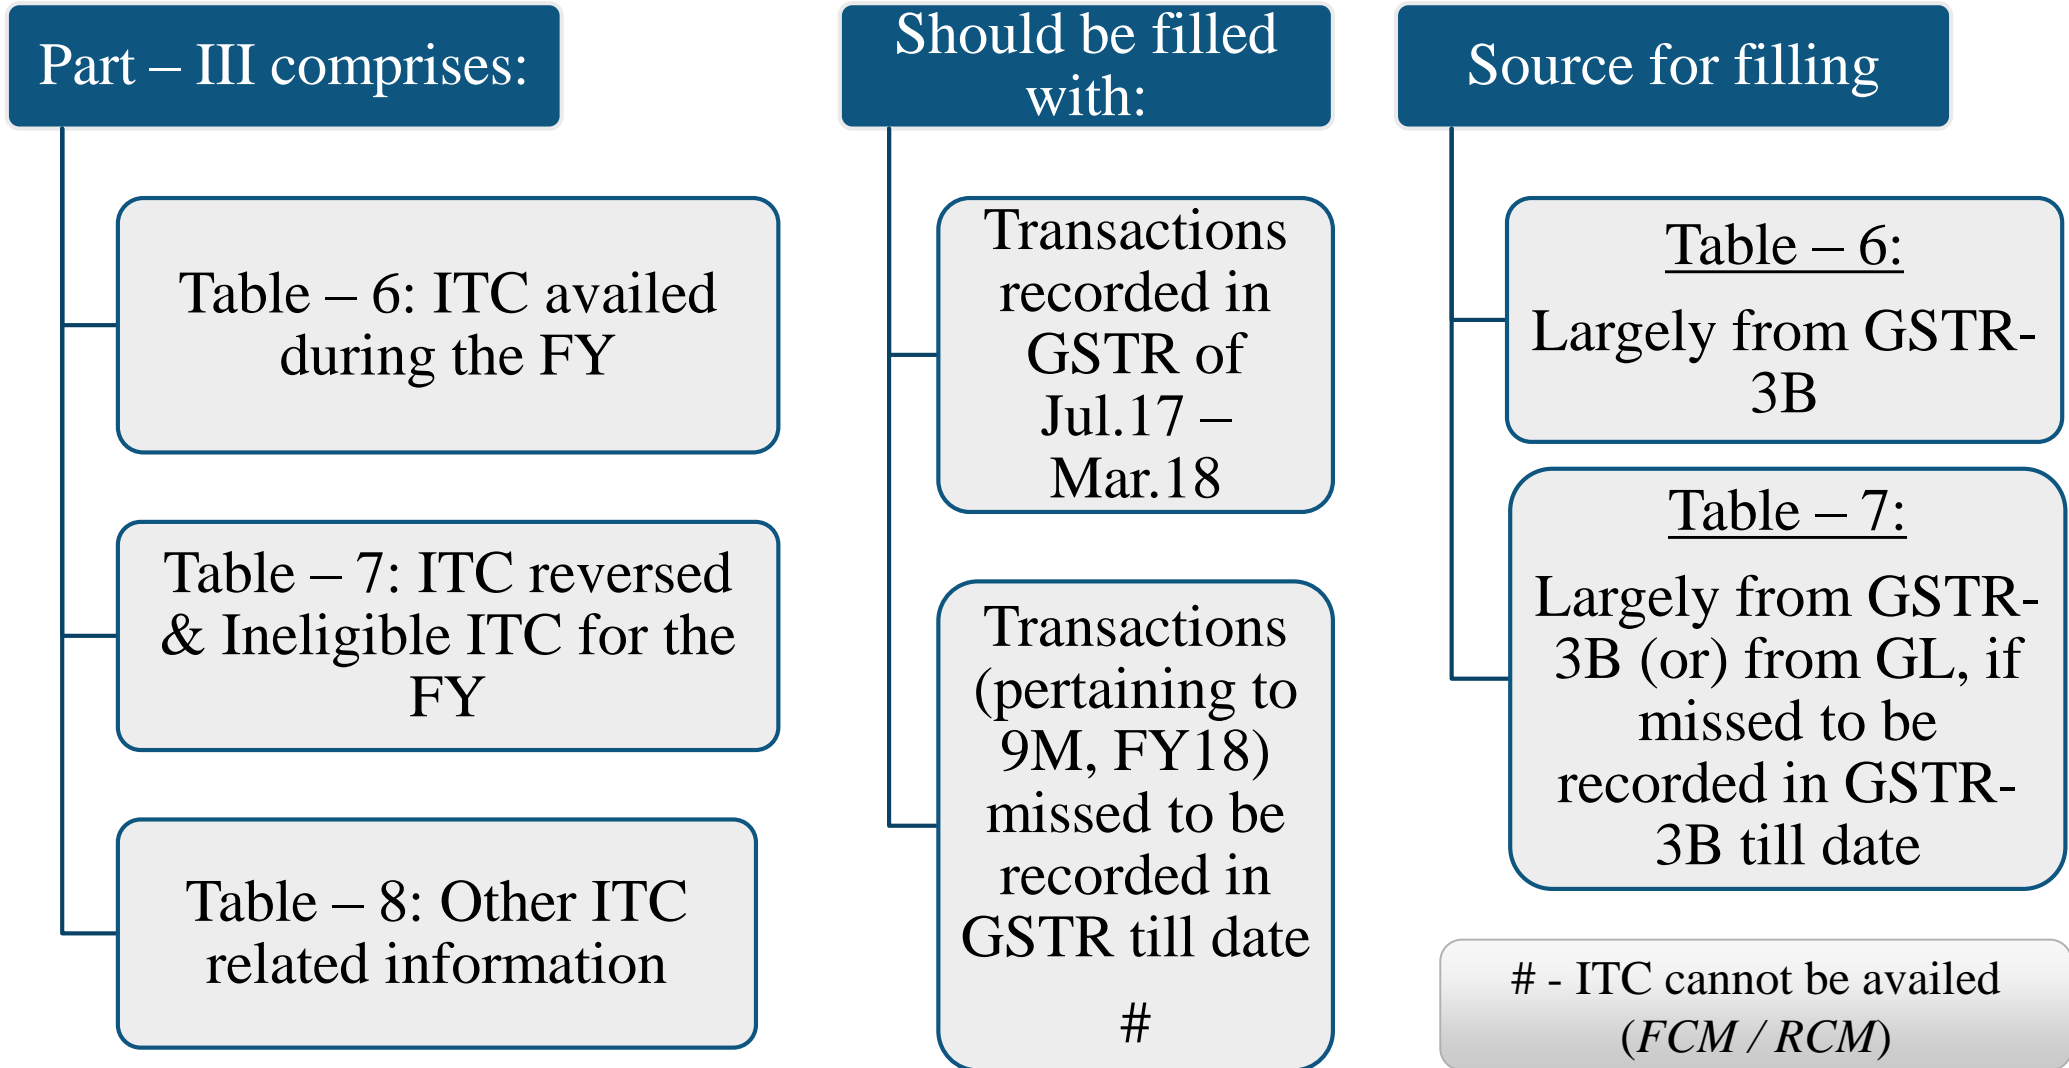 Part – III comprises:
Table – 6: ITC availed
during the FY
Table – 7: ITC reversed
& Ineligible ITC for the
FY
Table – 8: Other ITC
related information
Should be filled
with:
Transactions
recorded in
GSTR of
Jul.17 –
Mar.18
Transactions
(pertaining to
9M, FY18)
missed to be
recorded in
GSTR till date
#
Source for filling
Table – 6:
Largely from GSTR-
3B
Table – 7:
Largely from GSTR-
3B (or) from GL, if
missed to be
recorded in GSTR-
3B till date
# - ITC cannot be availed
(FCM / RCM)